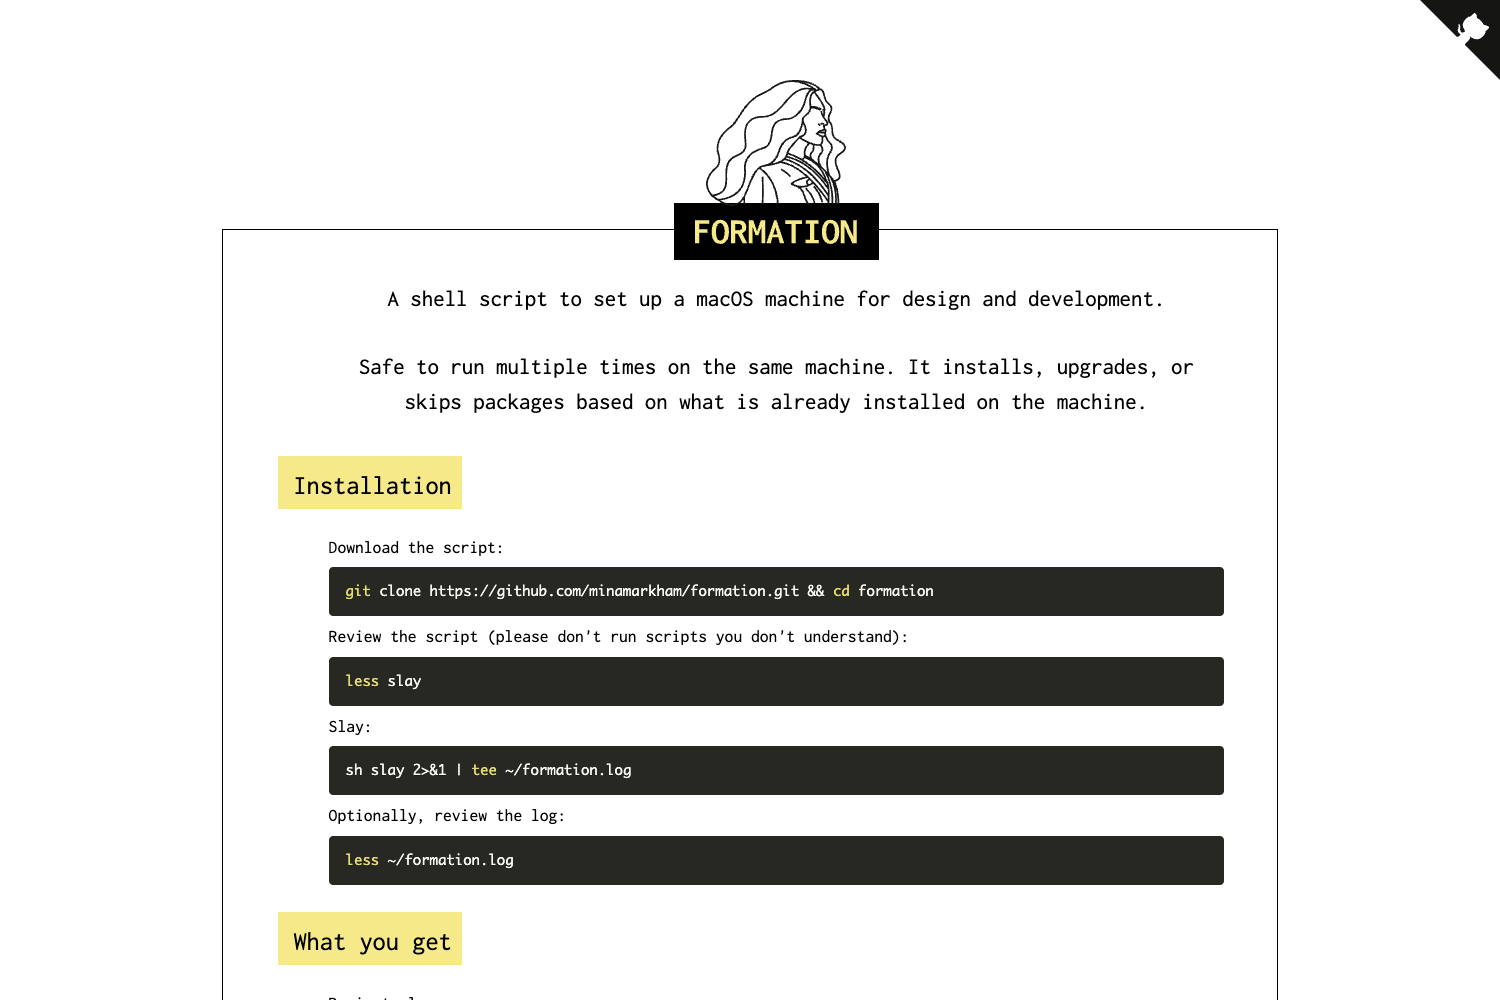 FORMATION
A shell script to set up a macOS machine for design and development.
Safe to run multiple times on the same machine. It installs, upgrades, or
skips packages based on what is already installed on the machine.
Installation
Download the script:
git clone https://github.com/minamarkham/formation.git && cd formation
Review the script (please don't run scripts you don't understand):
less slay
Slay:
sh slay 2>&1 | tee ~/formation.log
Optionally, review the log:
less ~/formation.log
What you get